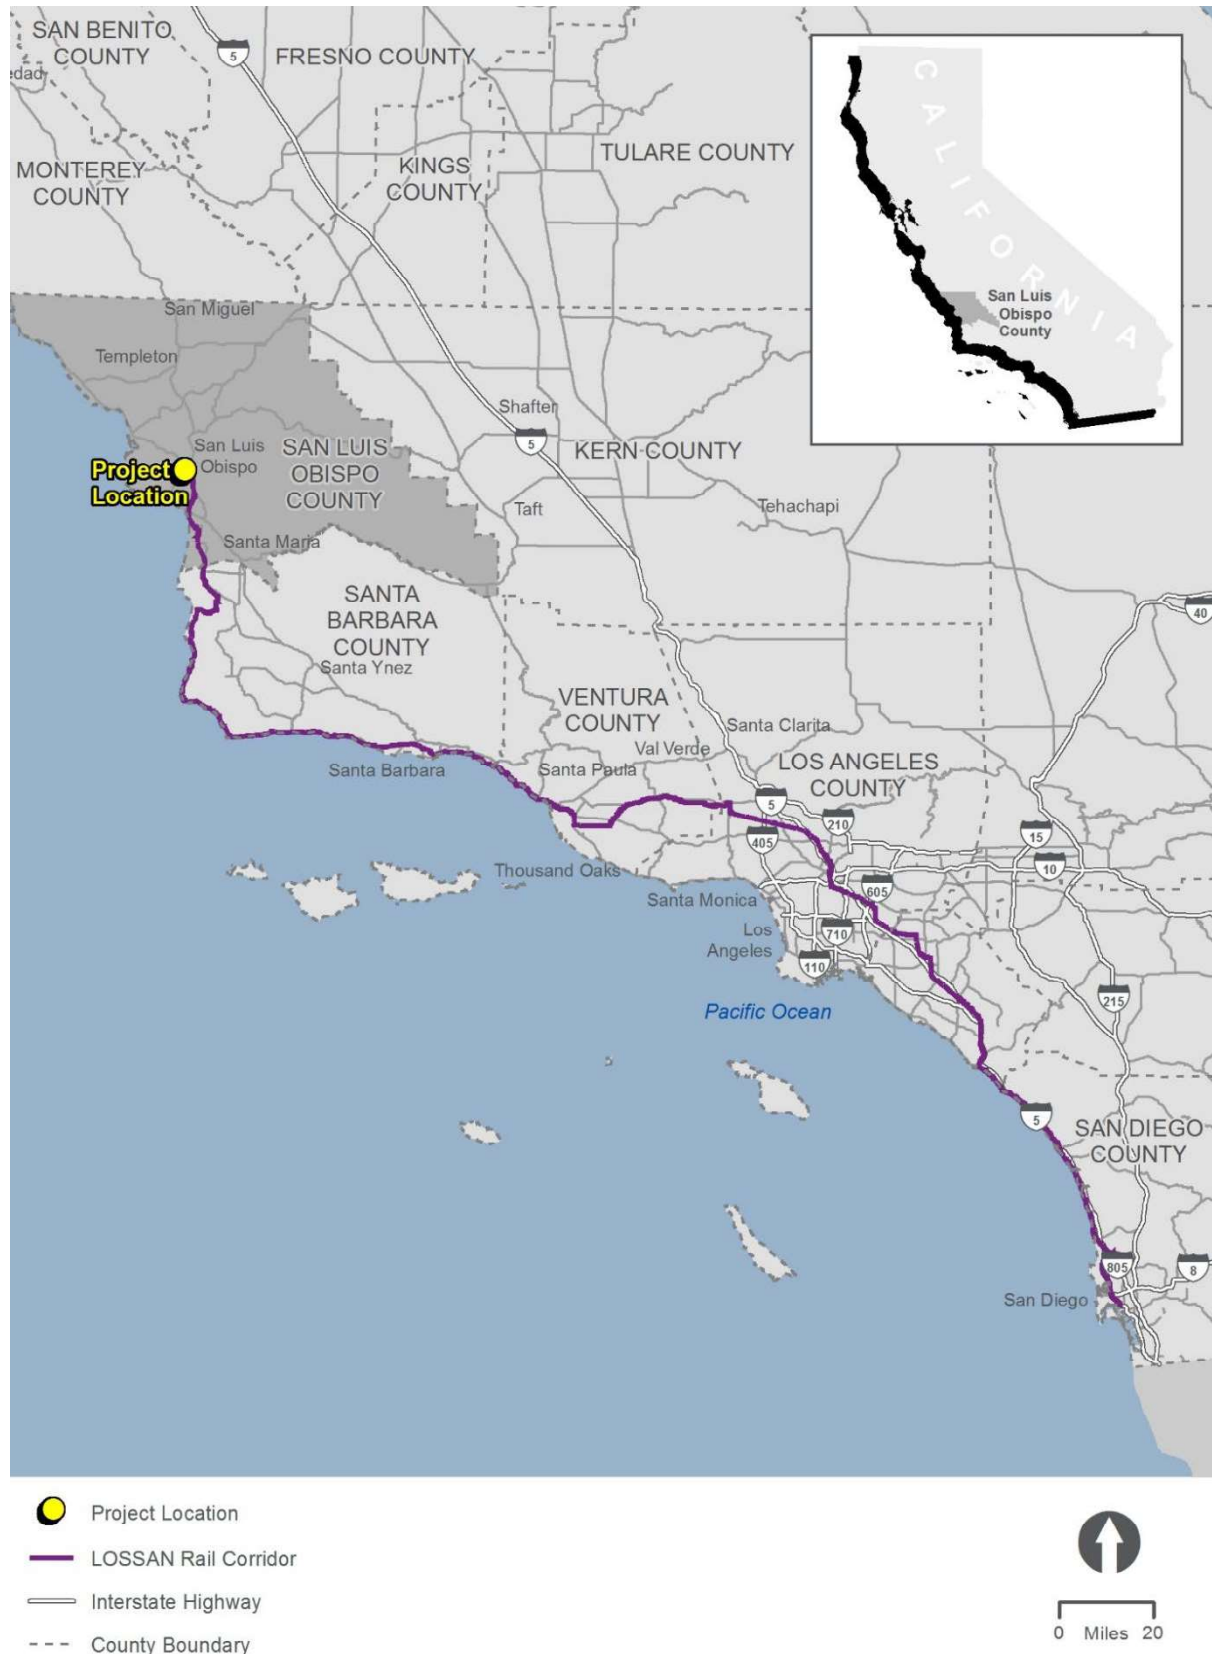 SAN BENITO
COUNTY
5
FRESNO COUNTY
edad
MONTEREY
COUNTY
KINGS
COUNTY
TULARE COUNTY
CALIFORNIA
San Luis
Obispo
County
San Miguel
Templeton
Shafter
5
San Luis
Obispo
SAN LUIS
OBISPO
COUNTY
KERN COUNTY
Project
Location
Taft
Tehachapi
Santa Maria
SANTA
BARBARA
COUNTY
40
Santa Ynez
VENTURA
COUNTY
Santa Clarita
Val Verde
Santa Barbara
Santa Paula
LOS ANGELES
COUNTY
5
210
405
15
10
Thousand Oaks
605
Santa Monica
Los
Angeles
710
110
215
Pacific Ocean
5
SAN DIEGO
COUNTY
805
8
San Diego
Project Location
LOSSAN Rail Corridor
Interstate Highway
County Boundary
0 Miles 20